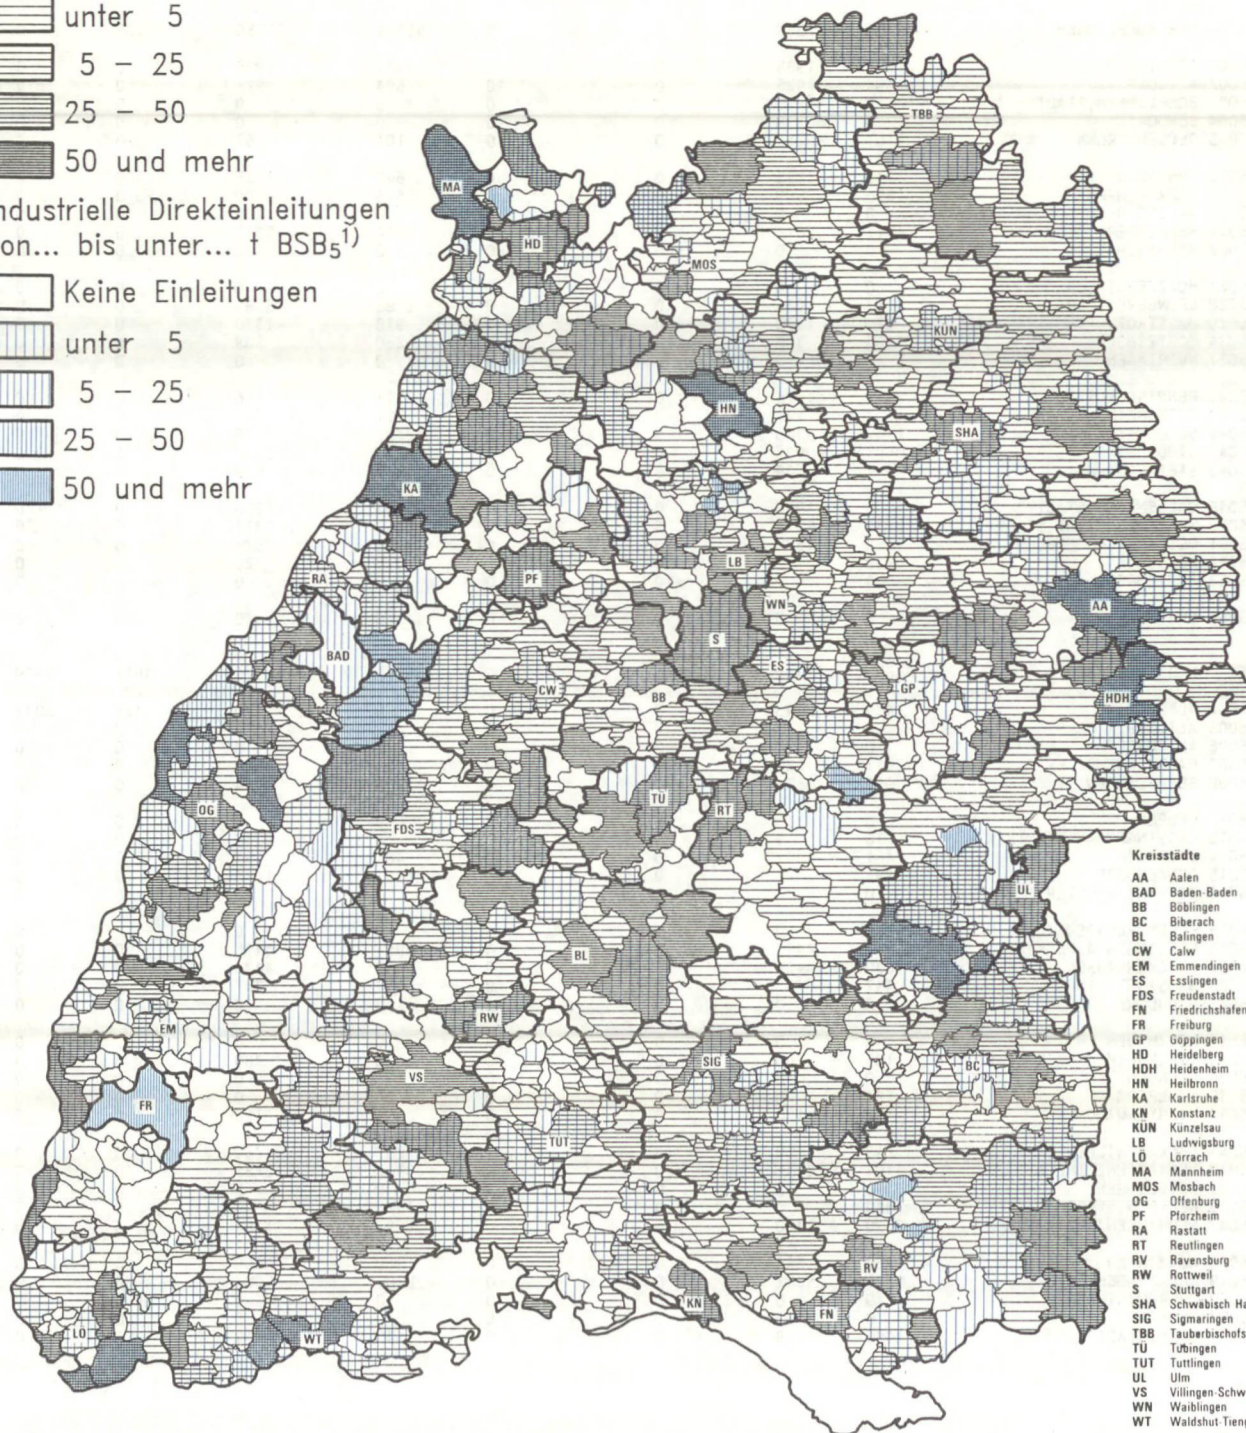 unter 5
5 – 25
25 – 50
50 und mehr
ndustrielle Direkteinleitungen
on... bis unter... t BSB5 1)
Keine Einleitungen
unter 5
5 – 25
25 – 50
50 und mehr
TBB
MA
HD
MOS
KÜN
HN
SHA
KA
LB
PF
RA
WN
AA
S
BAD
ES
CW
BB
GP
HDH
TÜ
RT
OG
FDS
UL
BL
RW
EM
SIG
BC
VS
FR
TUT
RV
KN
FN
LÖ
WT
Kreisstädte
AA Aalen
BAD Baden-Baden
BB Böblingen
BC Biberach
BL Balingen
CW Calw
EM Emmendingen
ES Esslingen
FDS Freudenstadt
FN Friedrichshafen
FR Freiburg
GP Göppingen
HD Heidelberg
HDH Heidenheim
HN Heilbronn
KA Karlsruhe
KN Konstanz
KÜN Künzelsau
LB Ludwigsburg
LÖ Lörrach
MA Mannheim
MOS Mosbach
OG Offenburg
PF Pforzheim
RA Rastatt
RT Reutlingen
RV Ravensburg
RW Rottweil
S Stuttgart
SHA Schwäbisch Ha
SIG Sigmaringen
TBB Tauberbischofs
TÜ Tübingen
TUT Tuttlingen
UL Ulm
VS Villingen-Schw
WN Waiblingen
WT Waldshut-Tieng